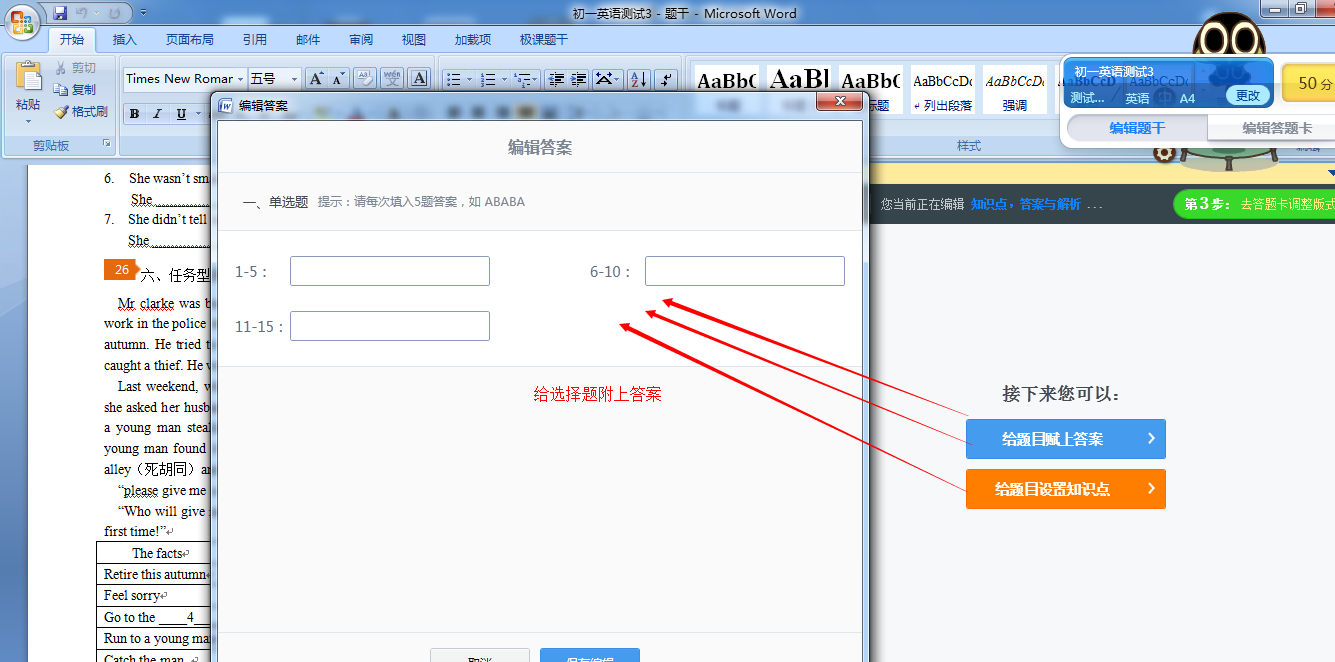 初一英语测试3 - 题干 - Microsoft Word
开始 插入 页面布局 引用 邮件 审阅 视图 加载项 极课题干
粘贴
剪切
复制
格式刷
剪贴板
Times New Roman 五号
B I U
AaBbC AaBl AaBbC AaBbCcDc AaBbCcDc
标题 列出段落 强调
样式
初一英语测试3
测试... 英语 A4 更改
50 分
编辑题干 编辑答题卡
您当前正在编辑 知识点，答案与解析 ...
第3步: 去答题卡调整版式
6. She wasn't sm
She
7. She didn't tell
She
26
六、任务型
Mr clarke was b
work in the police
autumn. He tried t
caught a thief. He w
Last weekend, w
she asked her husb
a young man steal
young man found
alley（死胡同）an
“please give me
“Who will give
first time!”
The facts
Retire this autumn
Feel sorry
Go to the ____4__
Run to a young ma
Catch the man
编辑答案
编辑答案
一、单选题 提示：请每次填入5题答案，如 ABABA
1-5：
6-10：
11-15：
给选择题附上答案
取消 保存编辑
接下来您可以:
给题目赋上答案
给题目设置知识点